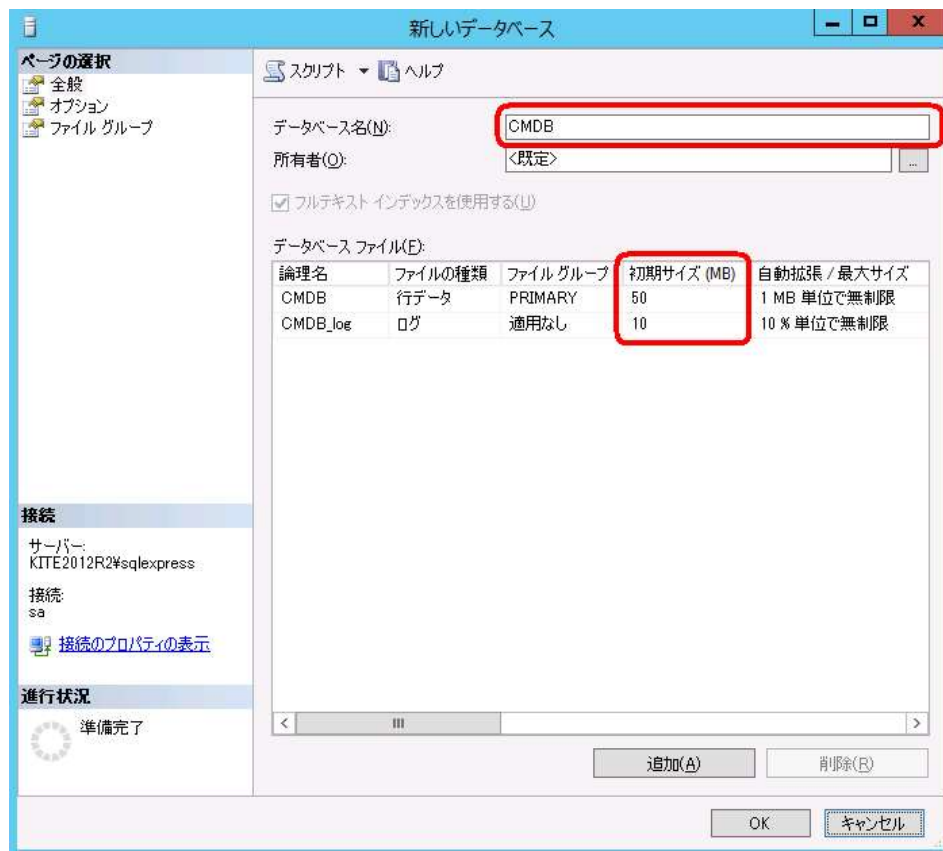 新しいデータベース
ページの選択
全般
オプション
ファイル グループ
スクリプト ヘルプ
データベース名(N): CMDB
所有者(O): <既定> ...
フルテキスト インデックスを使用する(U)
データベース ファイル(F):
論理名 ファイルの種類 ファイル グループ 初期サイズ (MB) 自動拡張 / 最大サイズ
CMDB 行データ PRIMARY 50 1 MB 単位で無制限
CMDB_log ログ 適用なし 10 10 % 単位で無制限
接続
サーバー:
KITE2012R2¥sqlexpress
接続:
sa
接続のプロパティの表示
進行状況
準備完了
追加(A) 削除(R)
OK キャンセル